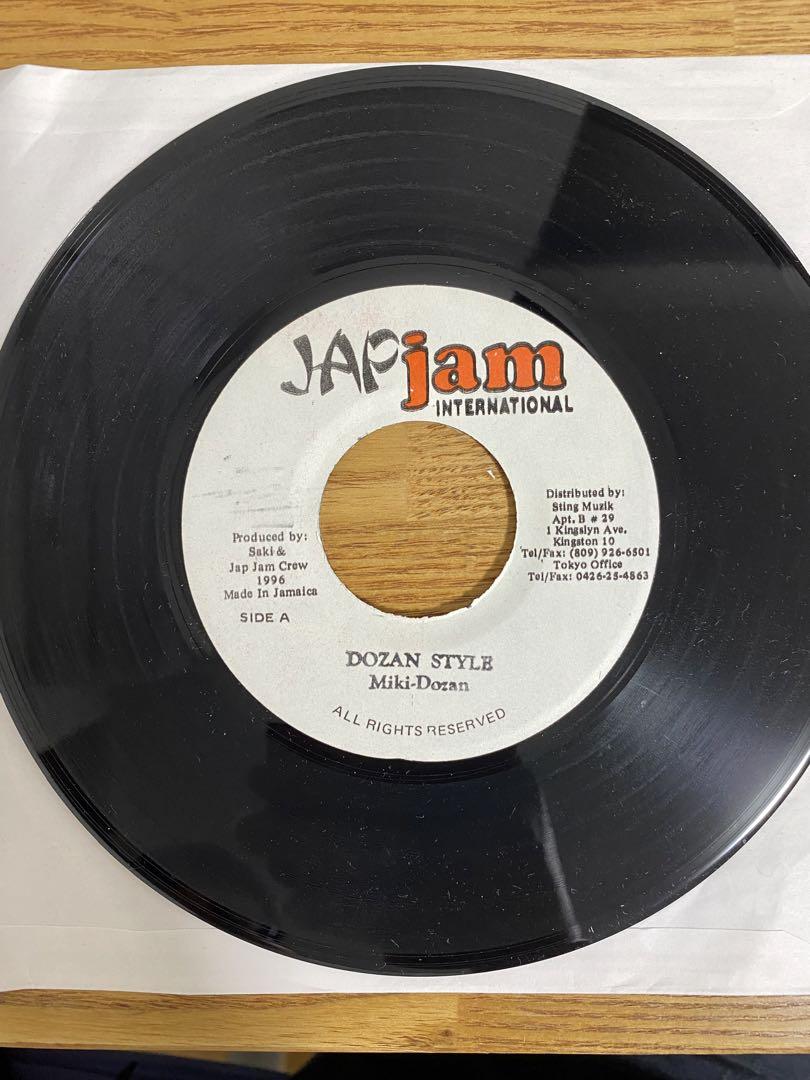 JAPjam
INTERNATIONAL
Produced by:
Saki &
Jap Jam Crew
1996
Made In Jamaica
SIDE A
Distributed by:
Sting Muzik
Apt. B # 29
1 Kingslyn Ave.
Kingston 10
Tel/Fax: (809) 926-6501
Tokyo Office
Tel/Fax: 0426-25-4863
DOZAN STYLE
Miki-Dozan
ALL RIGHTS RESERVED